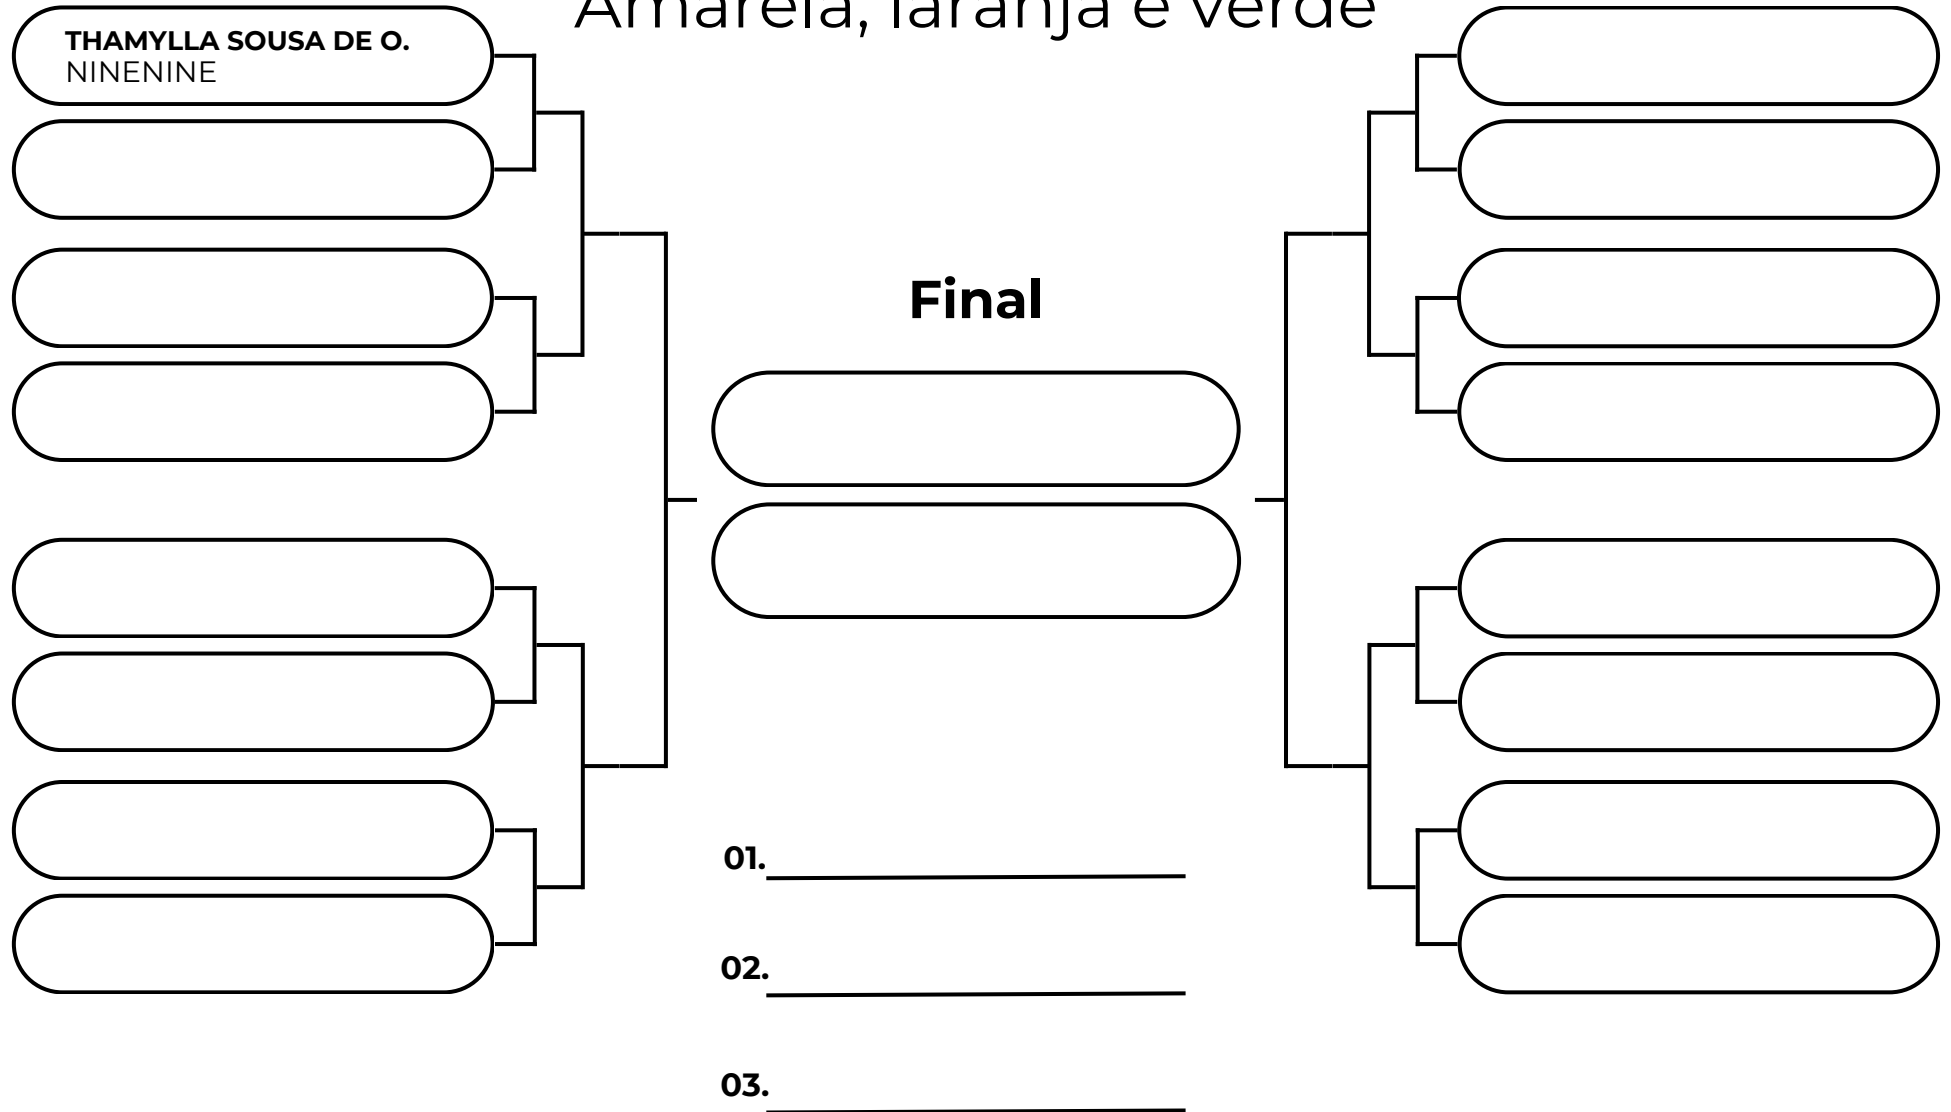 Amarela, laranja e verde
THAMYLLA SOUSA DE O.
NINENINE
Final
01.
02.
03.